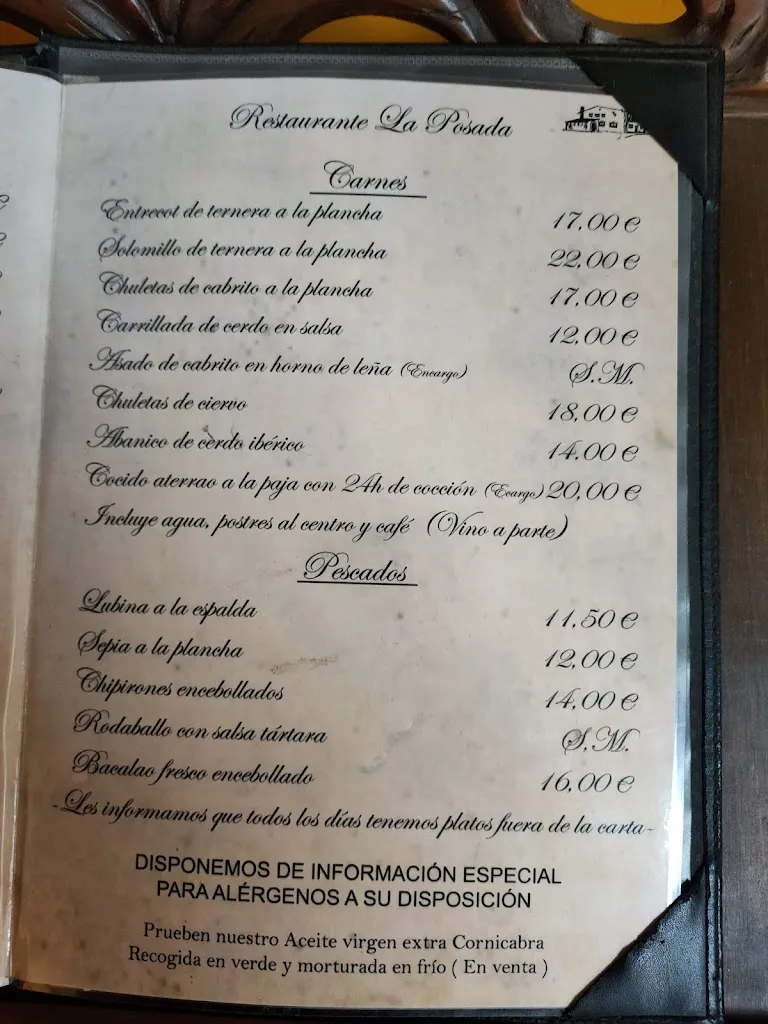 Restaurante La Posada
Carnes
Entrecot de ternera a la plancha 17,00 €
Solomillo de ternera a la plancha 22,00 €
Chuletas de cabrito a la plancha 17,00 €
Carrillada de cerdo en salsa 12,00 €
Asado de cabrito en horno de leña (Encargo) S.M.
Chuletas de ciervo 18,00 €
Abanico de cerdo ibérico 14,00 €
Cocido aterrao a la paja con 24h de cocción (Ecargo) 20,00 €
Incluye agua, postres al centro y café (Vino a parte)
Pescados
Lubina a la espalda 11,50 €
Sepia a la plancha 12,00 €
Chipirones encebollados 14,00 €
Rodaballo con salsa tártara S.M.
Bacalao fresco encebollado 16,00 €
-Les informamos que todos los días tenemos platos fuera de la carta-
DISPONEMOS DE INFORMACIÓN ESPECIAL
PARA ALÉRGENOS A SU DISPOSICIÓN
Prueben nuestro Aceite virgen extra Cornicabra
Recogida en verde y morturada en frío ( En venta )